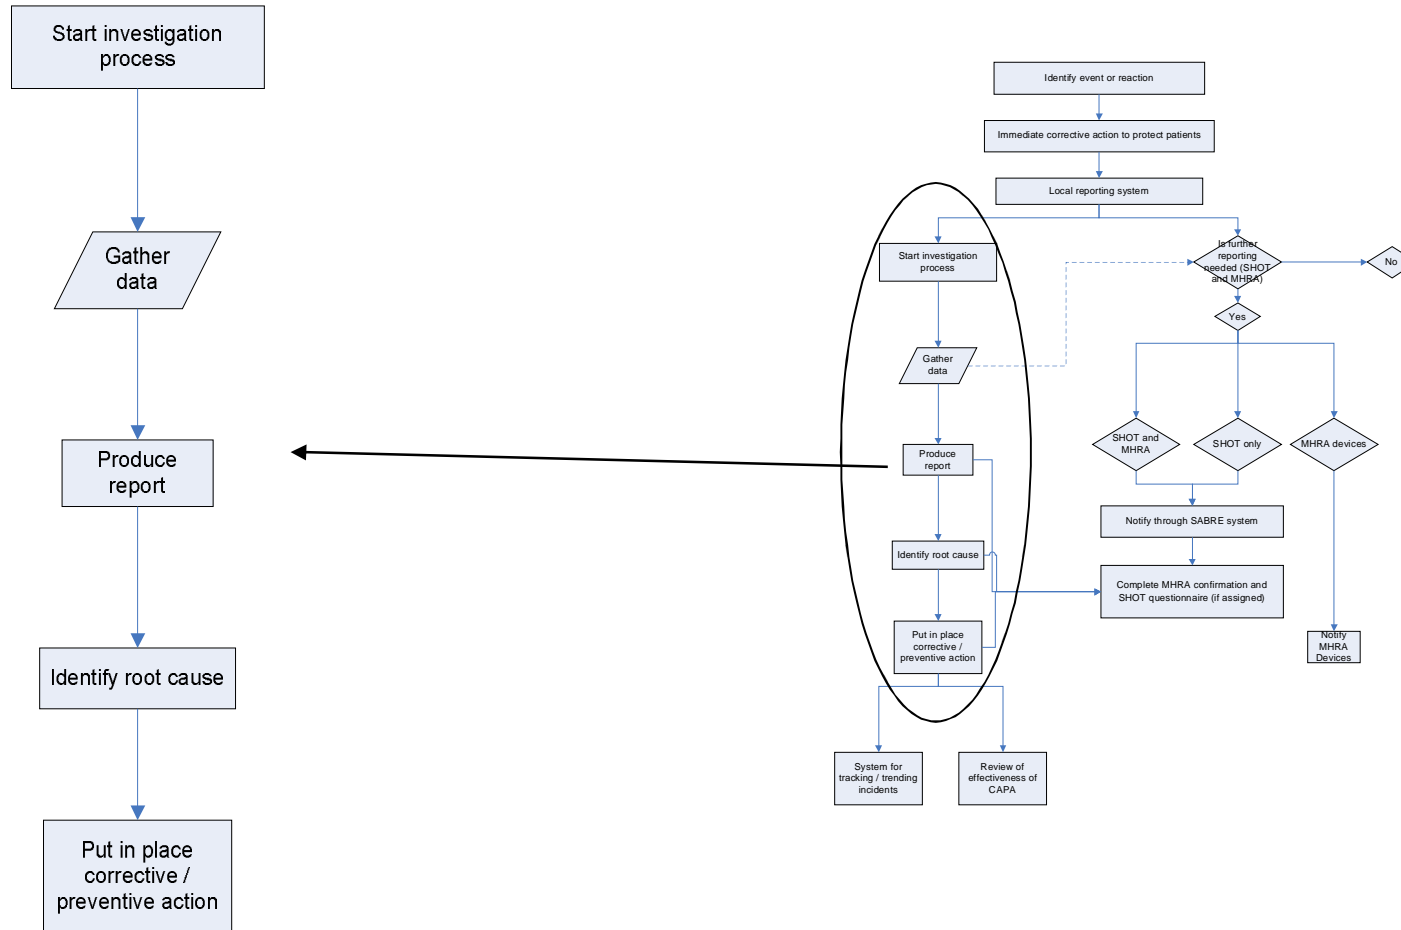 Start investigation
process
Gather
data
Produce
report
Identify root cause
Put in place
corrective /
preventive action
Identify event or reaction
Immediate corrective action to protect patients
Local reporting system
Start investigation
process
Is further
reporting
needed (SHOT
and MHRA)
No
Yes
Gather
data
SHOT and
MHRA
SHOT only
MHRA devices
Produce
report
Notify through SABRE system
Identify root cause
Complete MHRA confirmation and
SHOT questionnaire (if assigned)
Put in place
corrective /
preventive action
Notify
MHRA
Devices
System for
tracking / trending
incidents
Review of
effectiveness of
CAPA